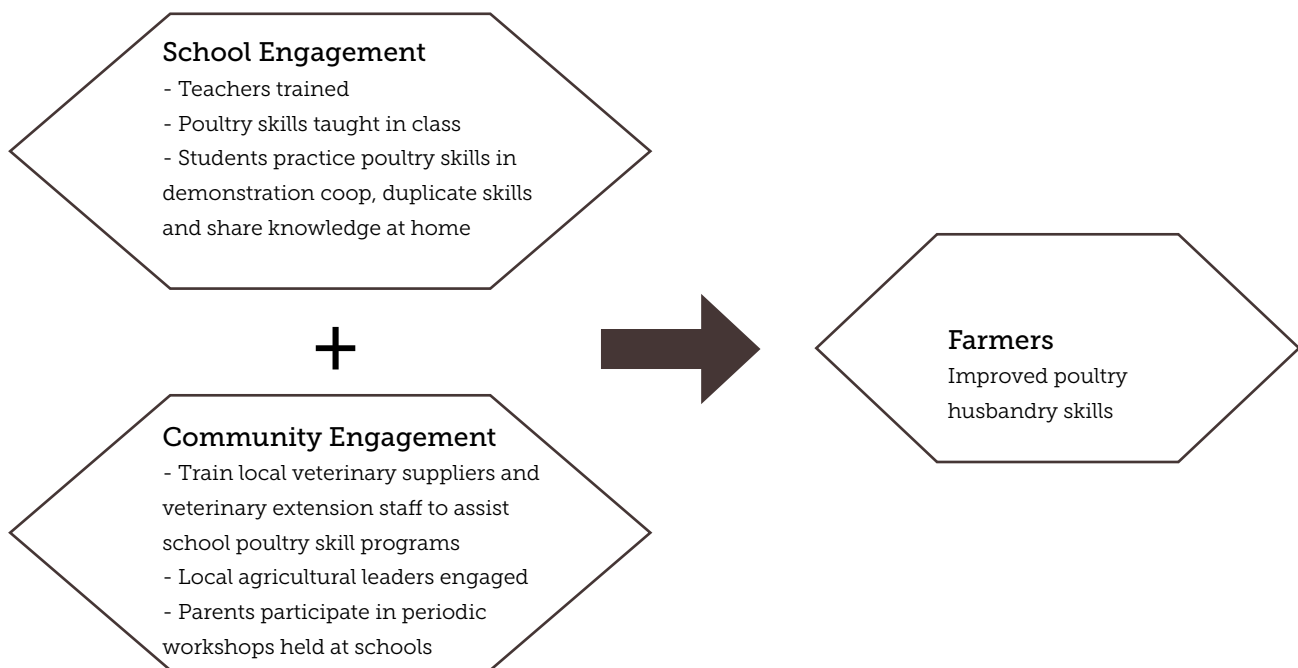 School Engagement
- Teachers trained
- Poultry skills taught in class
- Students practice poultry skills in
demonstration coop, duplicate skills
and share knowledge at home
+
Community Engagement
- Train local veterinary suppliers and
veterinary extension staff to assist
school poultry skill programs
- Local agricultural leaders engaged
- Parents participate in periodic
workshops held at schools
Farmers
Improved poultry
husbandry skills